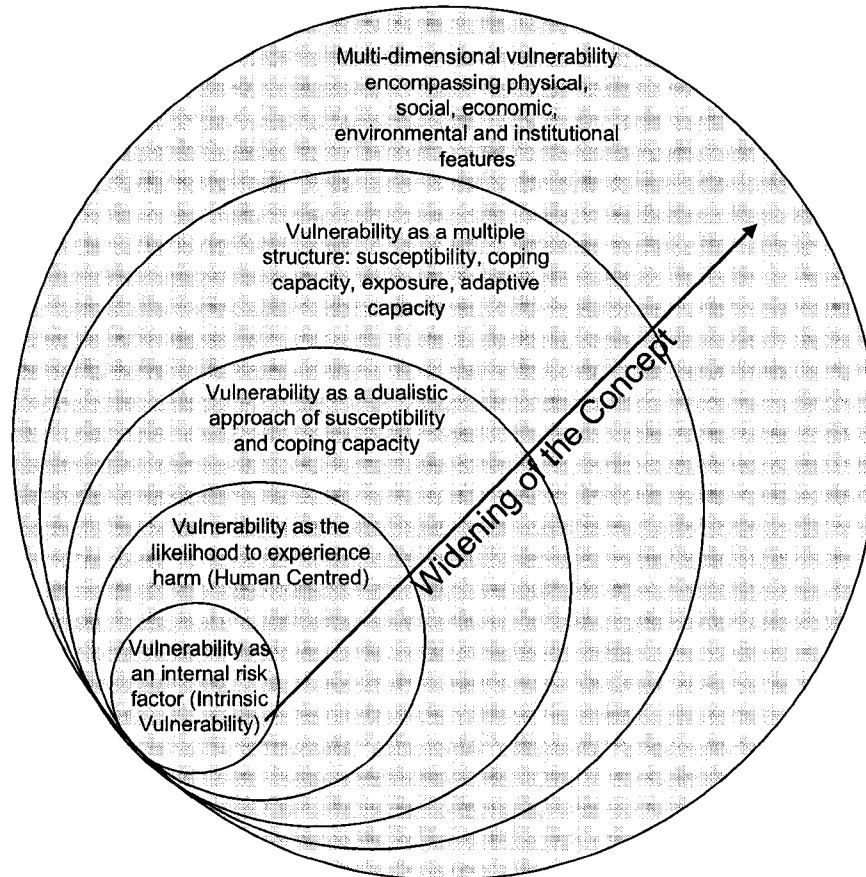 Multi-dimensional vulnerability
encompassing physical,
social, economic,
environmental and institutional
features
Vulnerability as a multiple
structure: susceptibility, coping
capacity, exposure, adaptive
capacity
Vulnerability as a dualistic
approach of susceptibility
and coping capacity
Vulnerability as the
likelihood to experience
harm (Human Centred)
Vulnerability as
an internal risk
factor (Intrinsic
Vulnerability)
Widening of the Concept